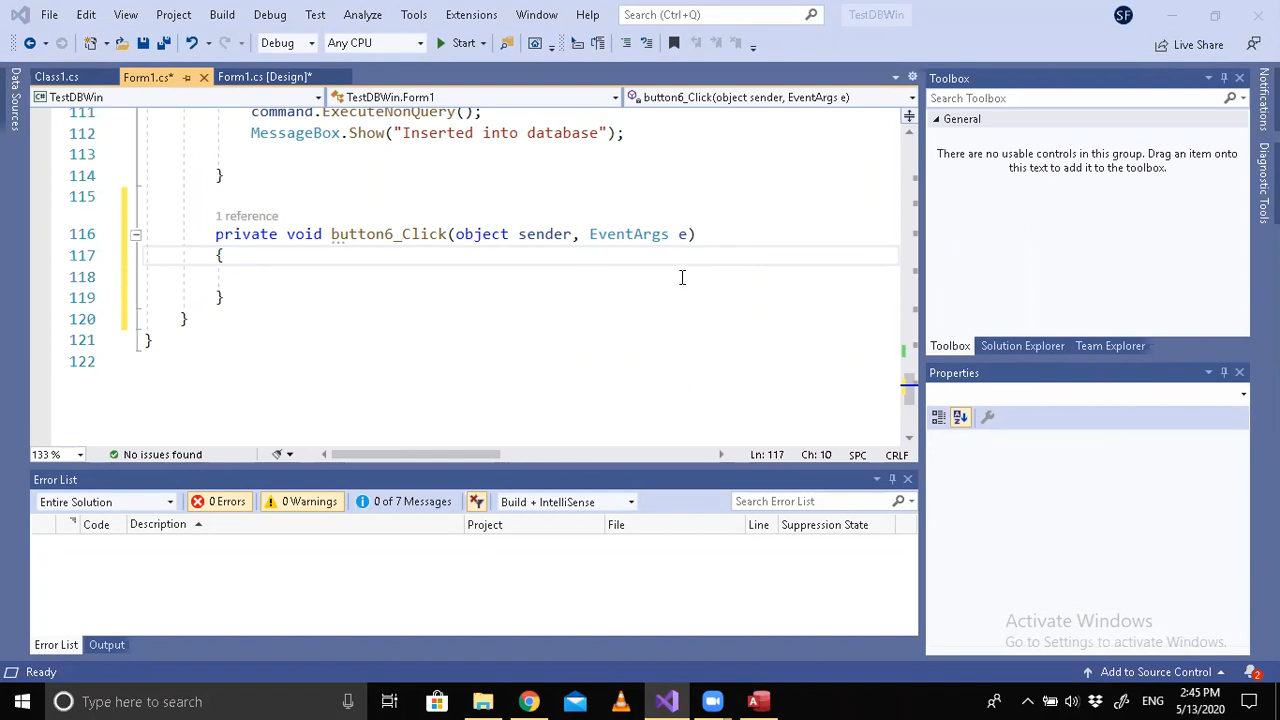 File Edit View Project Build Debug Test Analyze Tools Extensions Window Help Search (Ctrl+Q) TestDBWin SF
Debug Any CPU Start Live Share
Data Sources
Class1.cs Form1.cs* Form1.cs [Design]*
TestDBWin TestDBWin.Form1 button6_Click(object sender, EventArgs e)
111 command.ExecuteNonQuery();
112 MessageBox.Show("Inserted into database");
113
114 }
115
1 reference
116 private void button6_Click(object sender, EventArgs e)
117 {
118
119 }
120 }
121 }
122
133 % No issues found Ln: 117 Ch: 10 SPC CRLF
Error List
Entire Solution 0 Errors 0 Warnings 0 of 7 Messages Build + IntelliSense Search Error List
Code Description Project File Line Suppression State
Error List Output
Toolbox
Search Toolbox
General
There are no usable controls in this group. Drag an item onto
this text to add it to the toolbox.
Toolbox Solution Explorer Team Explorer
Properties
Notifications
Diagnostic Tools
Activate Windows
Go to Settings to activate Windows.
Ready Add to Source Control 2
Type here to search ENG 2:45 PM
5/13/2020